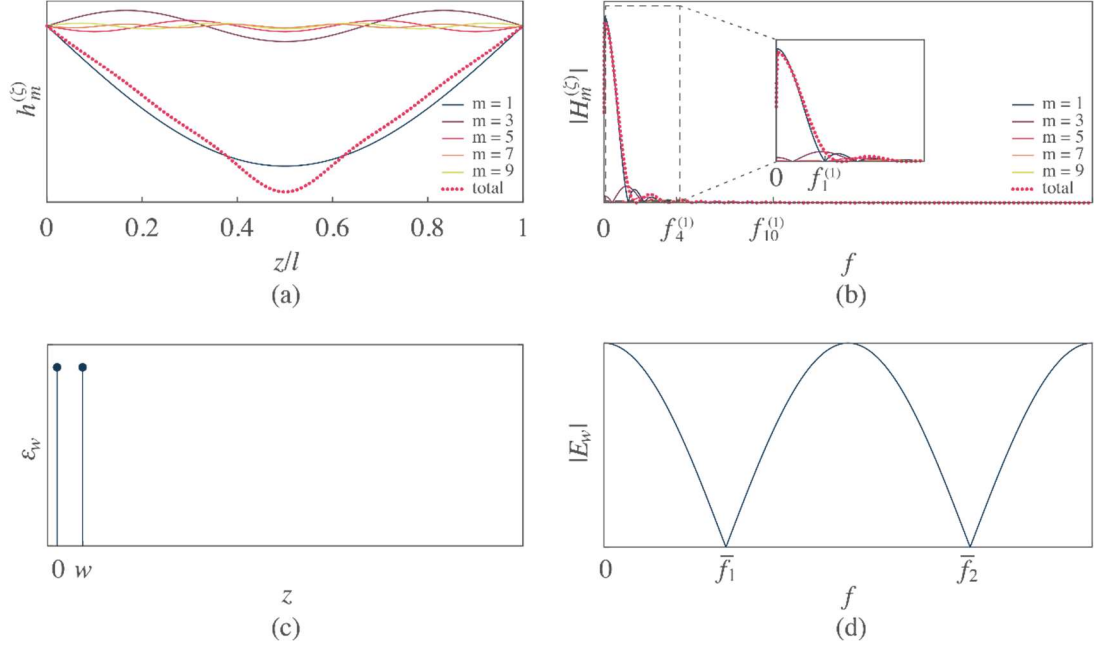 h_m^(ζ)
m = 1
m = 3
m = 5
m = 7
m = 9
total
0 0.2 0.4 0.6 0.8 1
z/l
(a)
|H_m^(ζ)|
m = 1
m = 3
m = 5
m = 7
m = 9
total
0 f_1^(1)
0 f_4^(1) f_10^(1)
f
(b)
ε_w
0 w
z
(c)
|E_w|
0 f̅_1 f̅_2
f
(d)